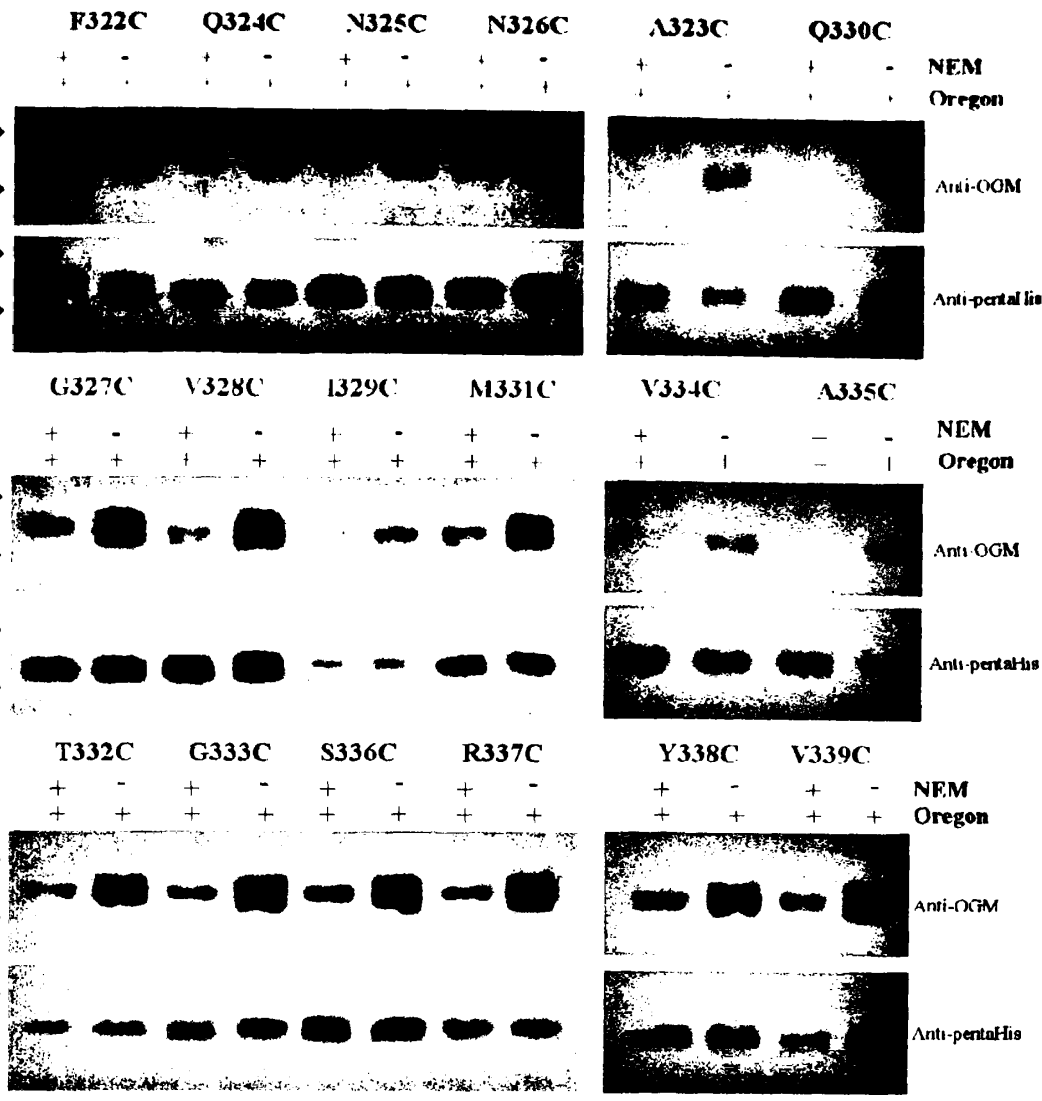 F322C Q324C N325C N326C A323C Q330C
+ - + - + - + - + - + - NEM
+ + + + + + + + + + + + Oregon
Anti-OGM
Anti-pentaHis
G327C V328C I329C M331C V334C A335C
+ - + - + - + - + - + - NEM
+ + + + + + + + + + + + Oregon
Anti-OGM
Anti-pentaHis
T332C G333C S336C R337C Y338C V339C
+ - + - + - + - + - + - NEM
+ + + + + + + + + + + + Oregon
Anti-OGM
Anti-pentaHis